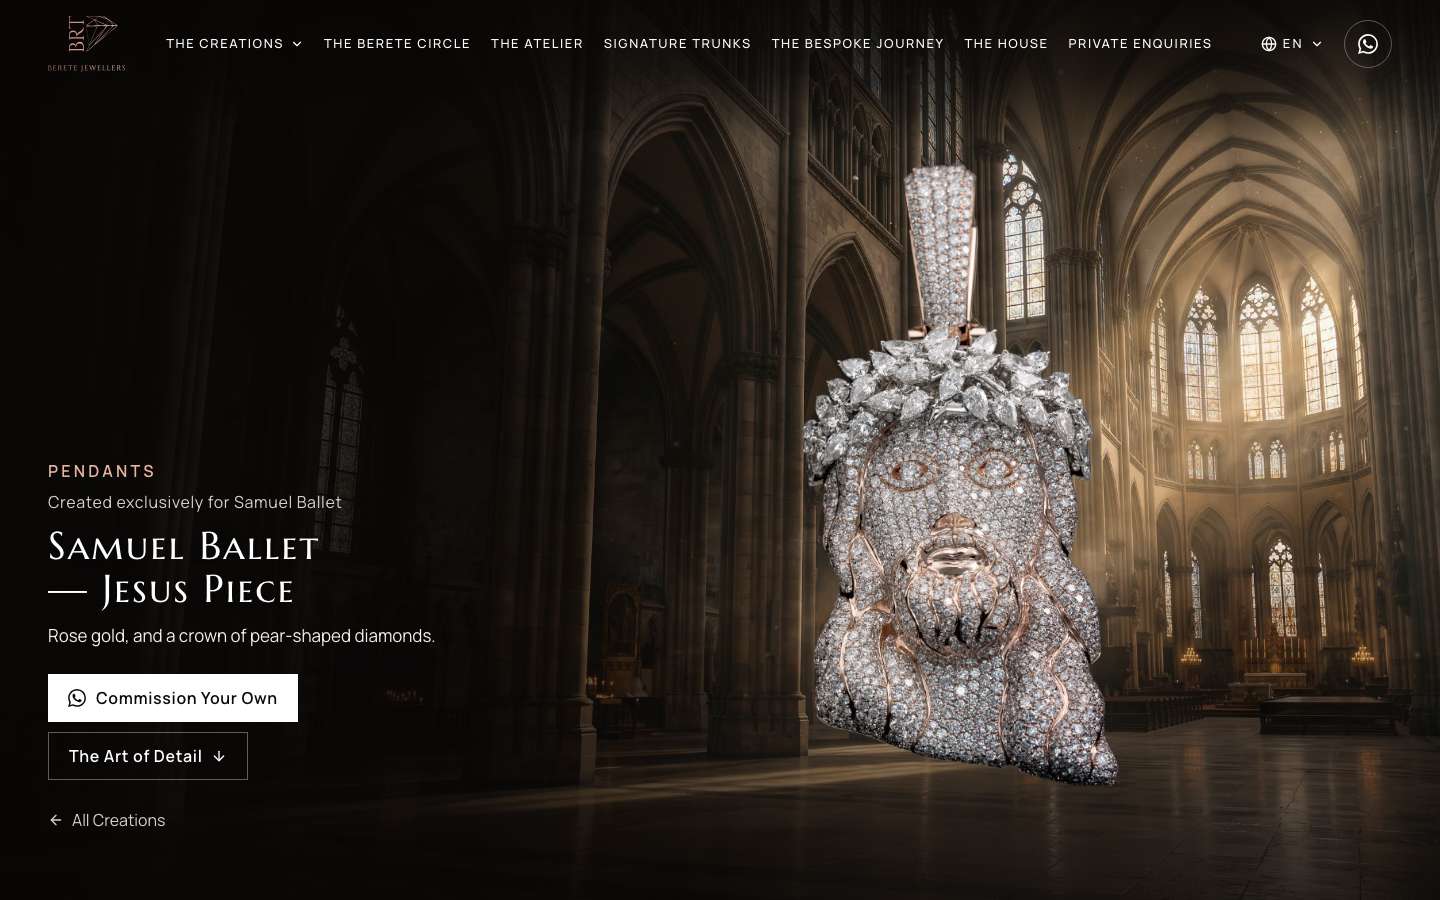 BRT
BERETE JEWELLERS
THE CREATIONS
THE BERETE CIRCLE
THE ATELIER
SIGNATURE TRUNKS
THE BESPOKE JOURNEY
THE HOUSE
PRIVATE ENQUIRIES
EN
PENDANTS
Created exclusively for Samuel Ballet
Samuel Ballet
— Jesus Piece
Rose gold, and a crown of pear-shaped diamonds.
Commission Your Own
The Art of Detail ↓
← All Creations